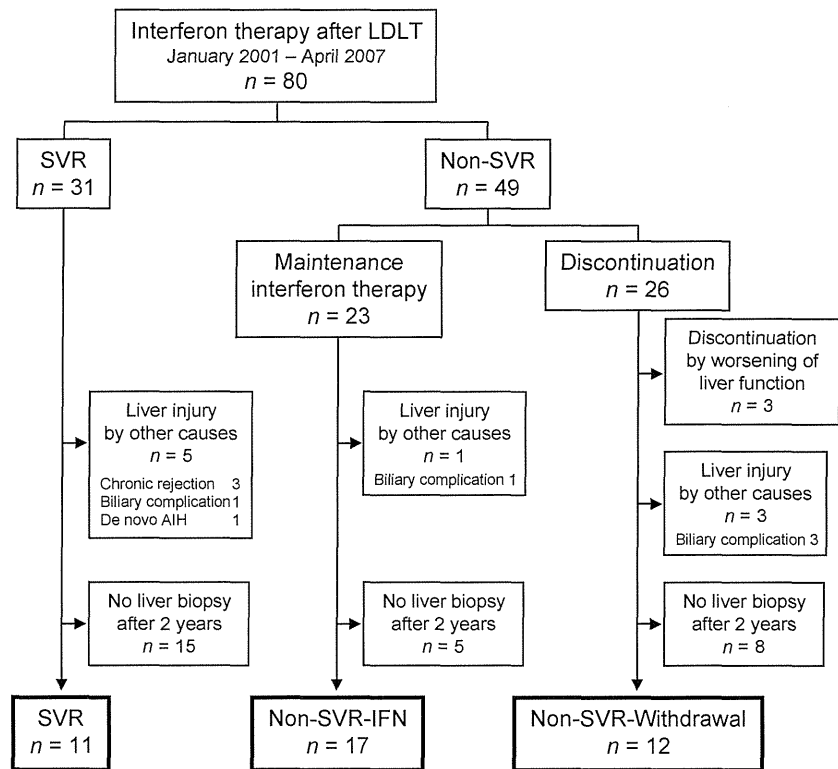 Interferon therapy after LDLT
January 2001 – April 2007
n = 80
SVR
n = 31
Non-SVR
n = 49
Maintenance
interferon therapy
n = 23
Discontinuation
n = 26
Discontinuation
by worsening of
liver function
n = 3
Liver injury
by other causes
n = 5
Chronic rejection 3
Biliary complication 1
De novo AIH 1
Liver injury
by other causes
n = 1
Biliary complication 1
Liver injury
by other causes
n = 3
Biliary complication 3
No liver biopsy
after 2 years
n = 15
No liver biopsy
after 2 years
n = 5
No liver biopsy
after 2 years
n = 8
SVR
n = 11
Non-SVR-IFN
n = 17
Non-SVR-Withdrawal
n = 12